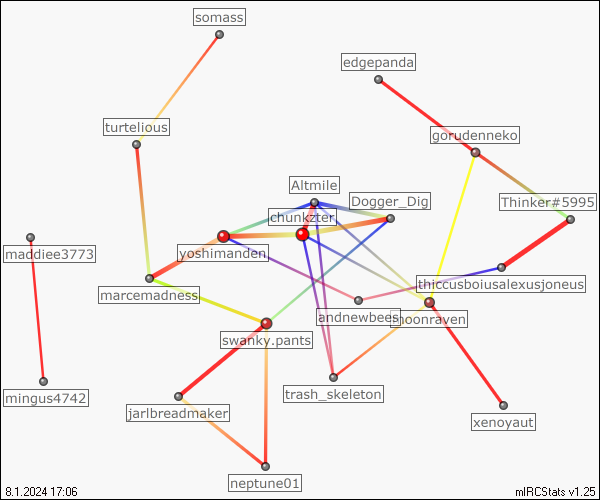 somass
edgepanda
turtelious
gorudenneko
Altmile
Dogger_Dig
Thinker#5995
chunkzter
maddiee3773
yoshimanden
thiccusboiusalexusjoneus
marcemadness
andnewbees
moonraven
swanky.pants
trash_skeleton
mingus4742
jarlbreadmaker
xenoyaut
neptune01
8.1.2024 17:06
mIRCStats v1.25